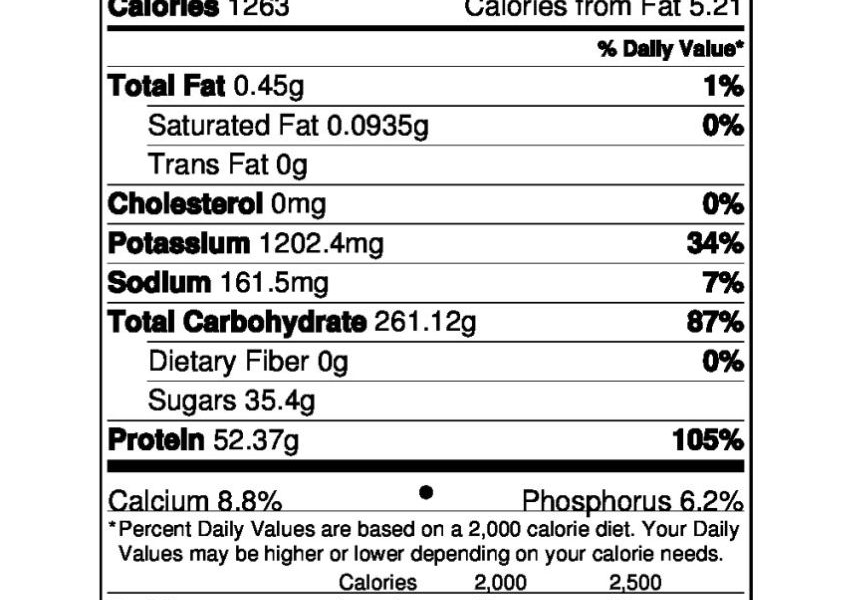 Calories 1263 Calories from Fat 5.21
% Daily Value*
Total Fat 0.45g 1%
Saturated Fat 0.0935g 0%
Trans Fat 0g
Cholesterol 0mg 0%
Potassium 1202.4mg 34%
Sodium 161.5mg 7%
Total Carbohydrate 261.12g 87%
Dietary Fiber 0g 0%
Sugars 35.4g
Protein 52.37g 105%
Calcium 8.8% • Phosphorus 6.2%
*Percent Daily Values are based on a 2,000 calorie diet. Your Daily
Values may be higher or lower depending on your calorie needs.
Calories 2,000 2,500